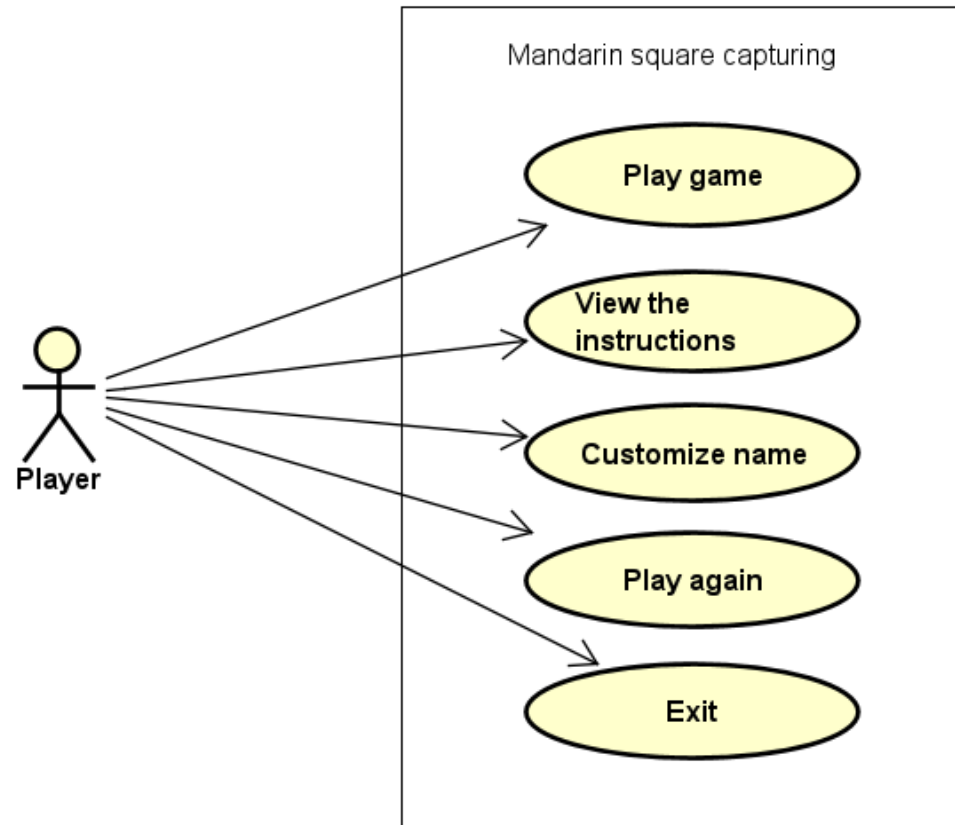 Mandarin square capturing
Play game
View the
instructions
Customize name
Player
Play again
Exit